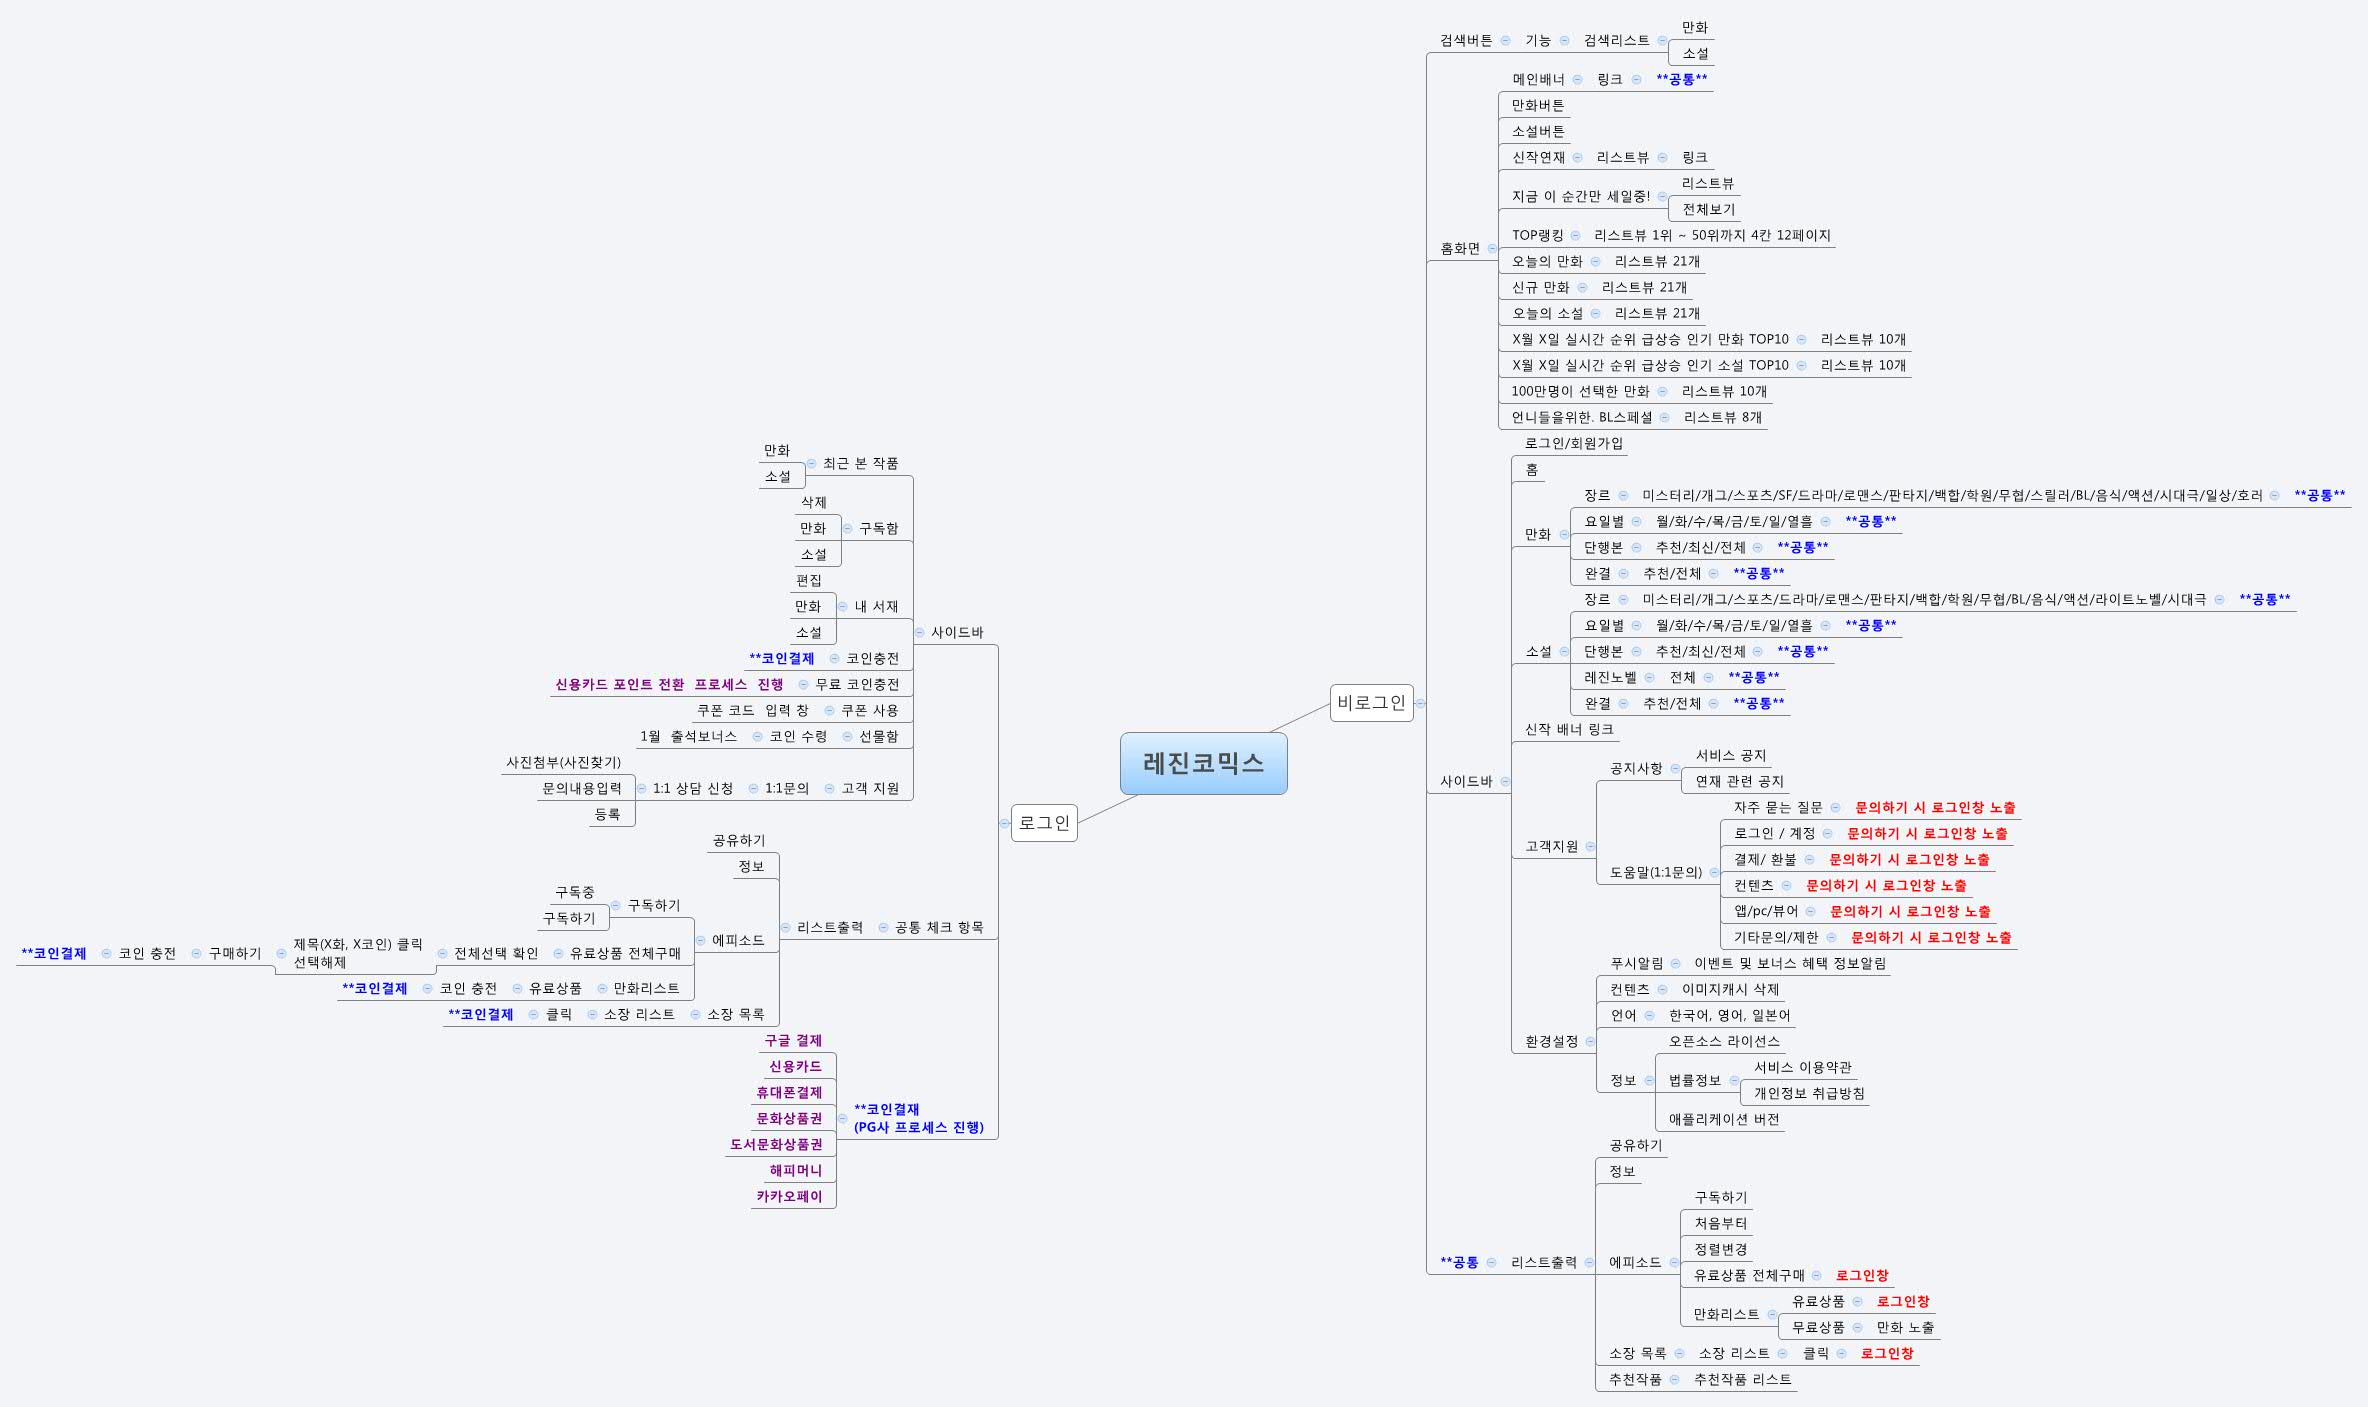 레진코믹스
비로그인
검색버튼
기능
검색리스트
만화
소설
홈화면
메인배너
링크
**공통**
만화버튼
소설버튼
신작연재
리스트뷰
링크
지금 이 순간만 세일중!
리스트뷰
전체보기
TOP랭킹
리스트뷰 1위 ~ 50위까지 4칸 12페이지
오늘의 만화
리스트뷰 21개
신규 만화
리스트뷰 21개
오늘의 소설
리스트뷰 21개
X월 X일 실시간 순위 급상승 인기 만화 TOP10
리스트뷰 10개
X월 X일 실시간 순위 급상승 인기 소설 TOP10
리스트뷰 10개
100만명이 선택한 만화
리스트뷰 10개
언니들을위한. BL스페셜
리스트뷰 8개
사이드바
로그인/회원가입
홈
만화
장르
미스터리/개그/스포츠/SF/드라마/로맨스/판타지/백합/학원/무협/스릴러/BL/음식/액션/시대극/일상/호러
**공통**
요일별
월/화/수/목/금/토/일/열흘
**공통**
단행본
추천/최신/전체
**공통**
완결
추천/전체
**공통**
소설
장르
미스터리/개그/스포츠/드라마/로맨스/판타지/백합/학원/무협/BL/음식/액션/라이트노벨/시대극
**공통**
요일별
월/화/수/목/금/토/일/열흘
**공통**
단행본
추천/최신/전체
**공통**
레진노벨
전체
**공통**
완결
추천/전체
**공통**
신작 배너 링크
고객지원
공지사항
서비스 공지
연재 관련 공지
도움말(1:1문의)
자주 묻는 질문
문의하기 시 로그인창 노출
로그인 / 계정
문의하기 시 로그인창 노출
결제/ 환불
문의하기 시 로그인창 노출
컨텐츠
문의하기 시 로그인창 노출
앱/pc/뷰어
문의하기 시 로그인창 노출
기타문의/제한
문의하기 시 로그인창 노출
환경설정
푸시알림
이벤트 및 보너스 혜택 정보알림
컨텐츠
이미지캐시 삭제
언어
한국어, 영어, 일본어
정보
오픈소스 라이선스
법률정보
서비스 이용약관
개인정보 취급방침
애플리케이션 버전
**공통
리스트출력
공유하기
정보
에피소드
구독하기
처음부터
정렬변경
유료상품 전체구매
로그인창
만화리스트
유료상품
로그인창
무료상품
만화 노출
소장 목록
소장 리스트
클릭
로그인창
추천작품
추천작품 리스트
로그인
사이드바
최근 본 작품
만화
소설
구독함
삭제
만화
소설
내 서재
편집
만화
소설
코인충전
**코인결제
무료 코인충전
신용카드 포인트 전환 프로세스 진행
쿠폰 사용
쿠폰 코드 입력 창
선물함
코인 수령
1월 출석보너스
고객 지원
1:1문의
1:1 상담 신청
사진첨부(사진찾기)
문의내용입력
등록
공통 체크 항목
리스트출력
공유하기
정보
에피소드
구독하기
구독중
구독하기
유료상품 전체구매
전체선택 확인
제목(X화, X코인) 클릭
선택해제
구매하기
코인 충전
**코인결제
만화리스트
유료상품
코인 충전
**코인결제
소장 목록
소장 리스트
클릭
**코인결제
**코인결재
(PG사 프로세스 진행)
구글 결제
신용카드
휴대폰결제
문화상품권
도서문화상품권
해피머니
카카오페이